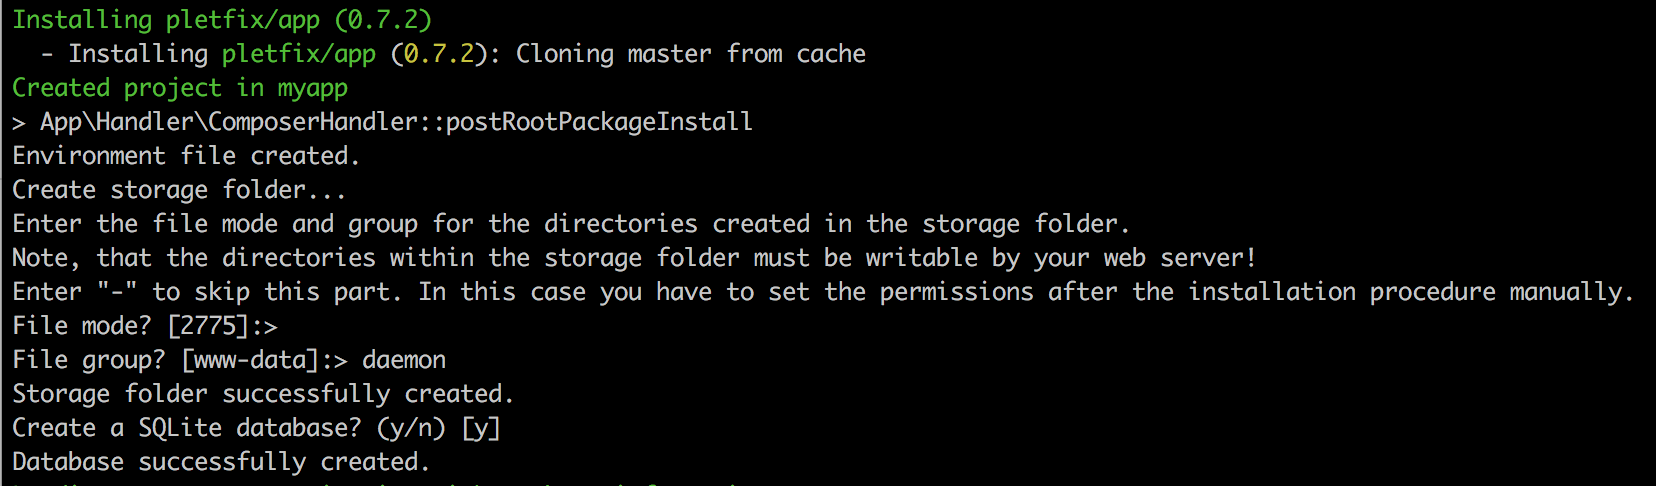 Installing pletfix/app (0.7.2)
- Installing pletfix/app (0.7.2): Cloning master from cache
Created project in myapp
> App\Handler\ComposerHandler::postRootPackageInstall
Environment file created.
Create storage folder...
Enter the file mode and group for the directories created in the storage folder.
Note, that the directories within the storage folder must be writable by your web server!
Enter "-" to skip this part. In this case you have to set the permissions after the installation procedure manually.
File mode? [2775]:>
File group? [www-data]:> daemon
Storage folder successfully created.
Create a SQLite database? (y/n) [y]
Database successfully created.